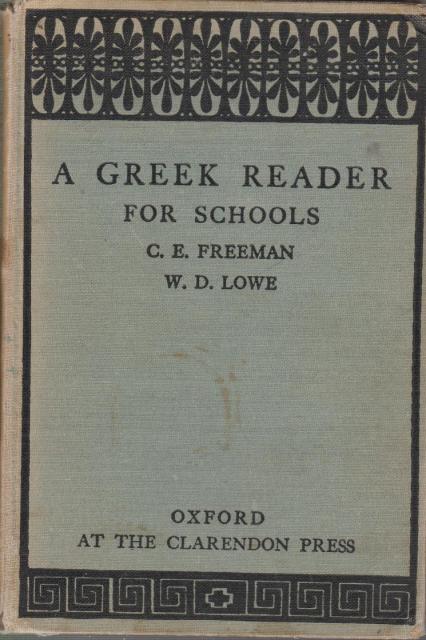 A GREEK READER
FOR SCHOOLS
C. E. FREEMAN
W. D. LOWE
OXFORD
AT THE CLARENDON PRESS